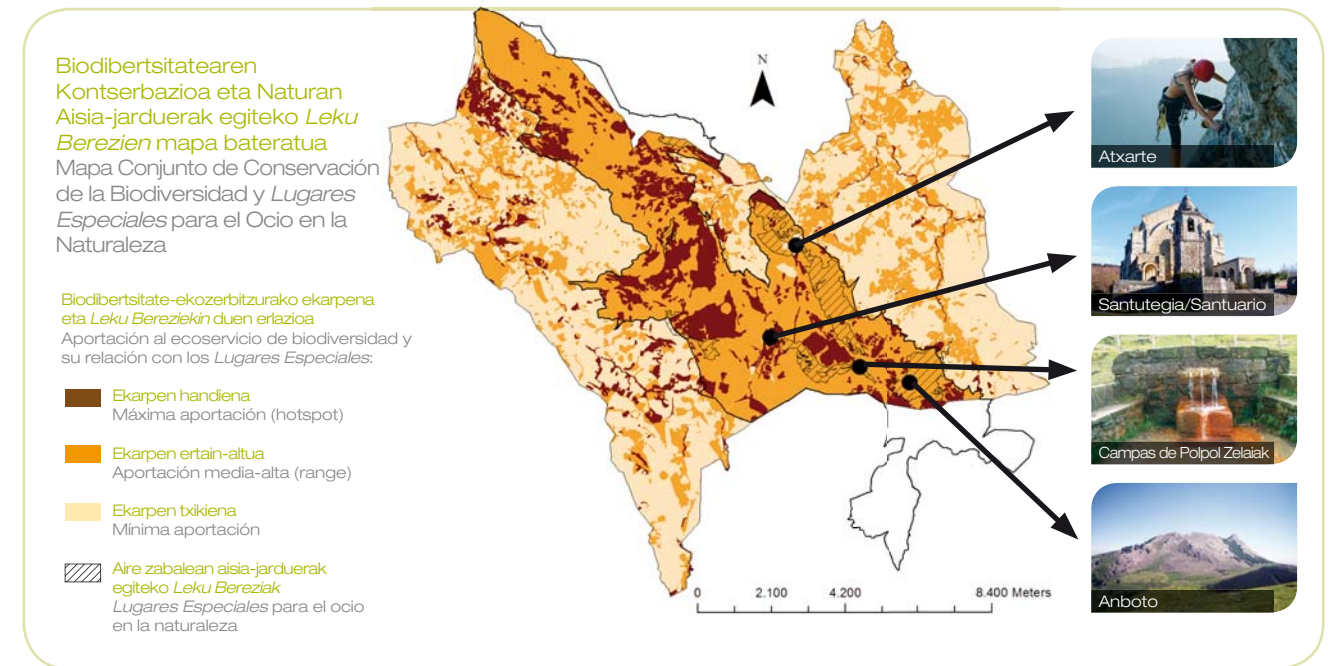 Biodibertsitatearen
Kontserbazioa eta Naturan
Aisia-jarduerak egiteko Leku
Berezien mapa bateratua
Mapa Conjunto de Conservación
de la Biodiversidad y Lugares
Especiales para el Ocio en la
Naturaleza
Biodibertsitate-ekozerbitzurako ekarpena
eta Leku Bereziekin duen erlazioa
Aportación al ecoservicio de biodiversidad y
su relación con los Lugares Especiales:
Ekarpen handiena
Máxima aportación (hotspot)
Ekarpen ertain-altua
Aportación media-alta (range)
Ekarpen txikiena
Mínima aportación
Aire zabalean aisia-jarduerak
egiteko Leku Bereziak
Lugares Especiales para el ocio
en la naturaleza
N
0 2.100 4.200 8.400 Meters
Atxarte
Santutegia/Santuario
Campas de Polpol Zelaiak
Anboto